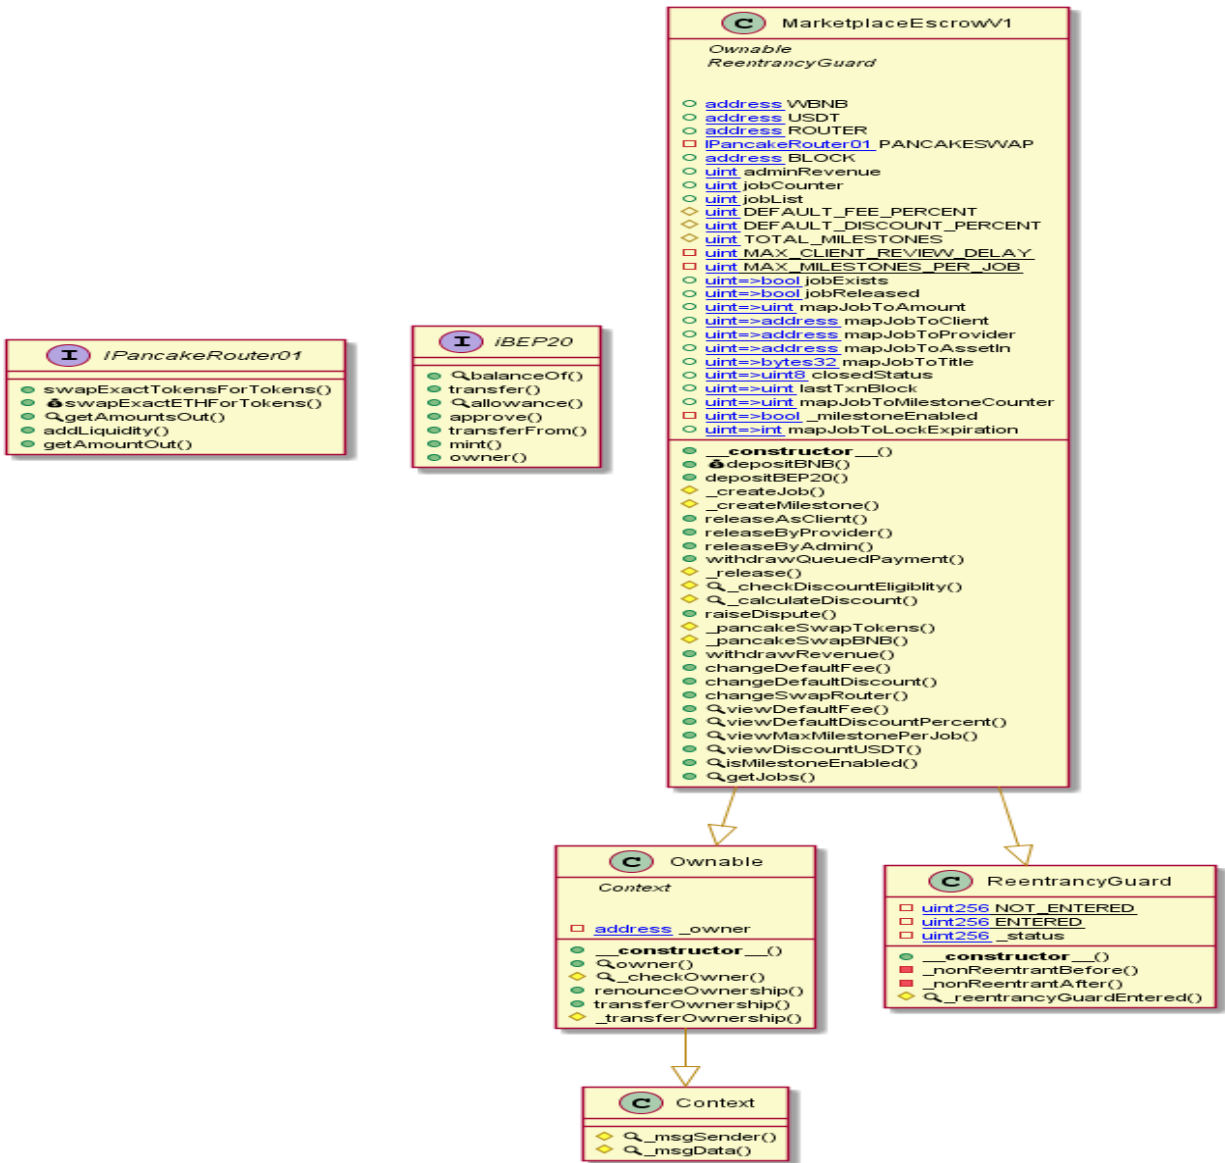 C MarketplaceEscrowV1
Ownable
ReentrancyGuard
address WBNB
address USDT
address ROUTER
IPancakeRouter01 PANCAKESWAP
address BLOCK
uint adminRevenue
uint jobCounter
uint jobList
uint DEFAULT_FEE_PERCENT
uint DEFAULT_DISCOUNT_PERCENT
uint TOTAL_MILESTONES
uint MAX_CLIENT_REVIEW_DELAY
uint MAX_MILESTONES_PER_JOB
uint=>bool jobExists
uint=>bool jobReleased
uint=>uint mapJobToAmount
uint=>address mapJobToClient
uint=>address mapJobToProvider
uint=>address mapJobToAssetIn
uint=>bytes32 mapJobToTitle
uint=>uint8 closedStatus
uint=>uint lastTxnBlock
uint=>uint mapJobToMilestoneCounter
uint=>bool _milestoneEnabled
uint=>int mapJobToLockExpiration
__constructor__()
depositBNB()
depositBEP20()
_createJob()
_createMilestone()
releaseAsClient()
releaseByProvider()
releaseByAdmin()
withdrawQueuedPayment()
_release()
_checkDiscountEligiblity()
_calculateDiscount()
raiseDispute()
_pancakeSwapTokens()
_pancakeSwapBNB()
withdrawRevenue()
changeDefaultFee()
changeDefaultDiscount()
changeSwapRouter()
viewDefaultFee()
viewDefaultDiscountPercent()
viewMaxMilestonePerJob()
viewDiscountUSDT()
isMilestoneEnabled()
getJobs()
I IPancakeRouter01
swapExactTokensForTokens()
swapExactETHForTokens()
getAmountsOut()
addLiquidity()
getAmountOut()
I iBEP20
balanceOf()
transfer()
allowance()
approve()
transferFrom()
mint()
owner()
C Ownable
Context
address _owner
__constructor__()
owner()
_checkOwner()
renounceOwnership()
transferOwnership()
_transferOwnership()
C ReentrancyGuard
uint256 NOT_ENTERED
uint256 ENTERED
uint256 _status
__constructor__()
_nonReentrantBefore()
_nonReentrantAfter()
_reentrancyGuardEntered()
C Context
_msgSender()
_msgData()